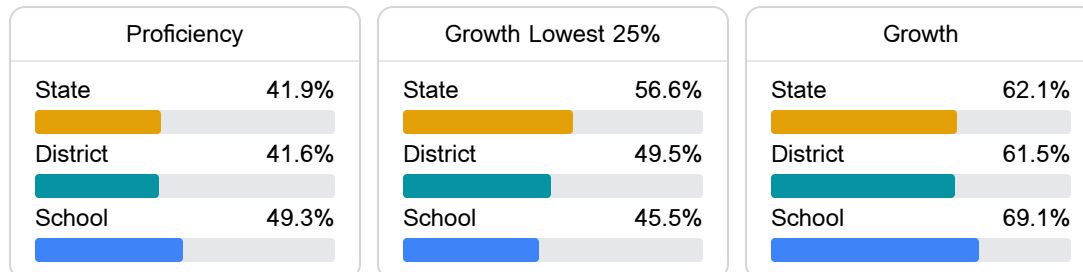 Proficiency
State 41.9%
District 41.6%
School 49.3%
Growth Lowest 25%
State 56.6%
District 49.5%
School 45.5%
Growth
State 62.1%
District 61.5%
School 69.1%